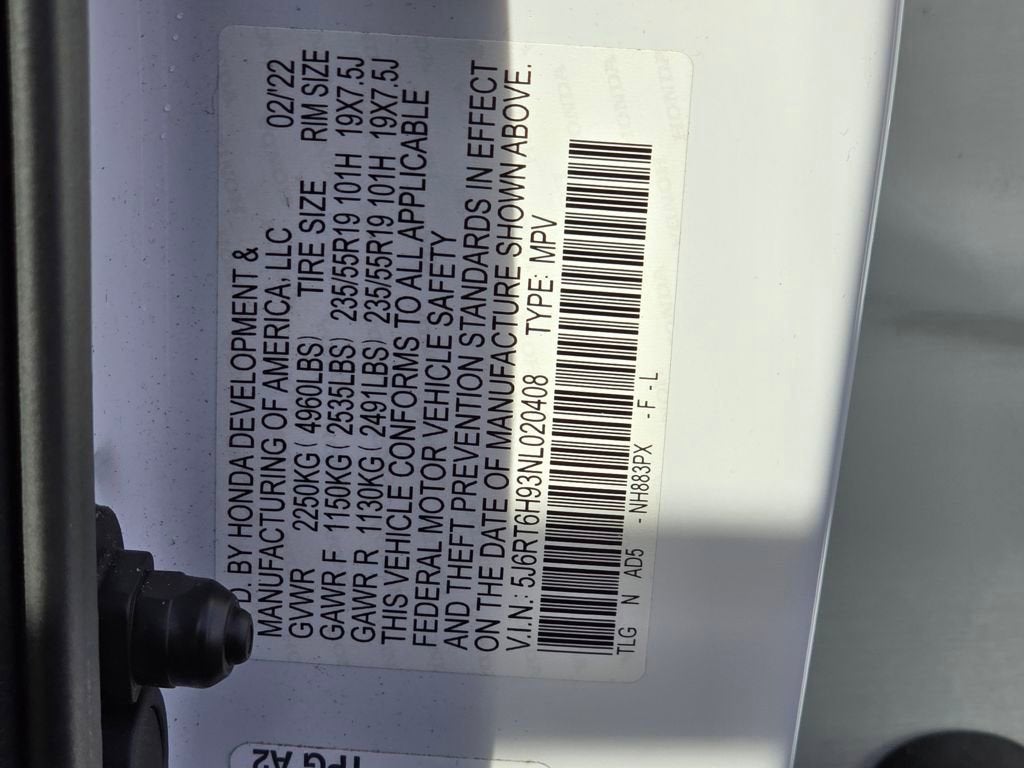 D. BY HONDA DEVELOPMENT &
MANUFACTURING OF AMERICA, LLC 02/'22
GVWR 2250KG ( 4960LBS) TIRE SIZE RIM SIZE
GAWR F 1150KG ( 2535LBS) 235/55R19 101H 19X7.5J
GAWR R 1130KG ( 2491LBS) 235/55R19 101H 19X7.5J
THIS VEHICLE CONFORMS TO ALL APPLICABLE
FEDERAL MOTOR VEHICLE SAFETY
AND THEFT PREVENTION STANDARDS IN EFFECT
ON THE DATE OF MANUFACTURE SHOWN ABOVE.
V.I.N.: 5J6RT6H93NL020408 TYPE: MPV
TLG N AD5 - NH883PX - F - L
TPG A2